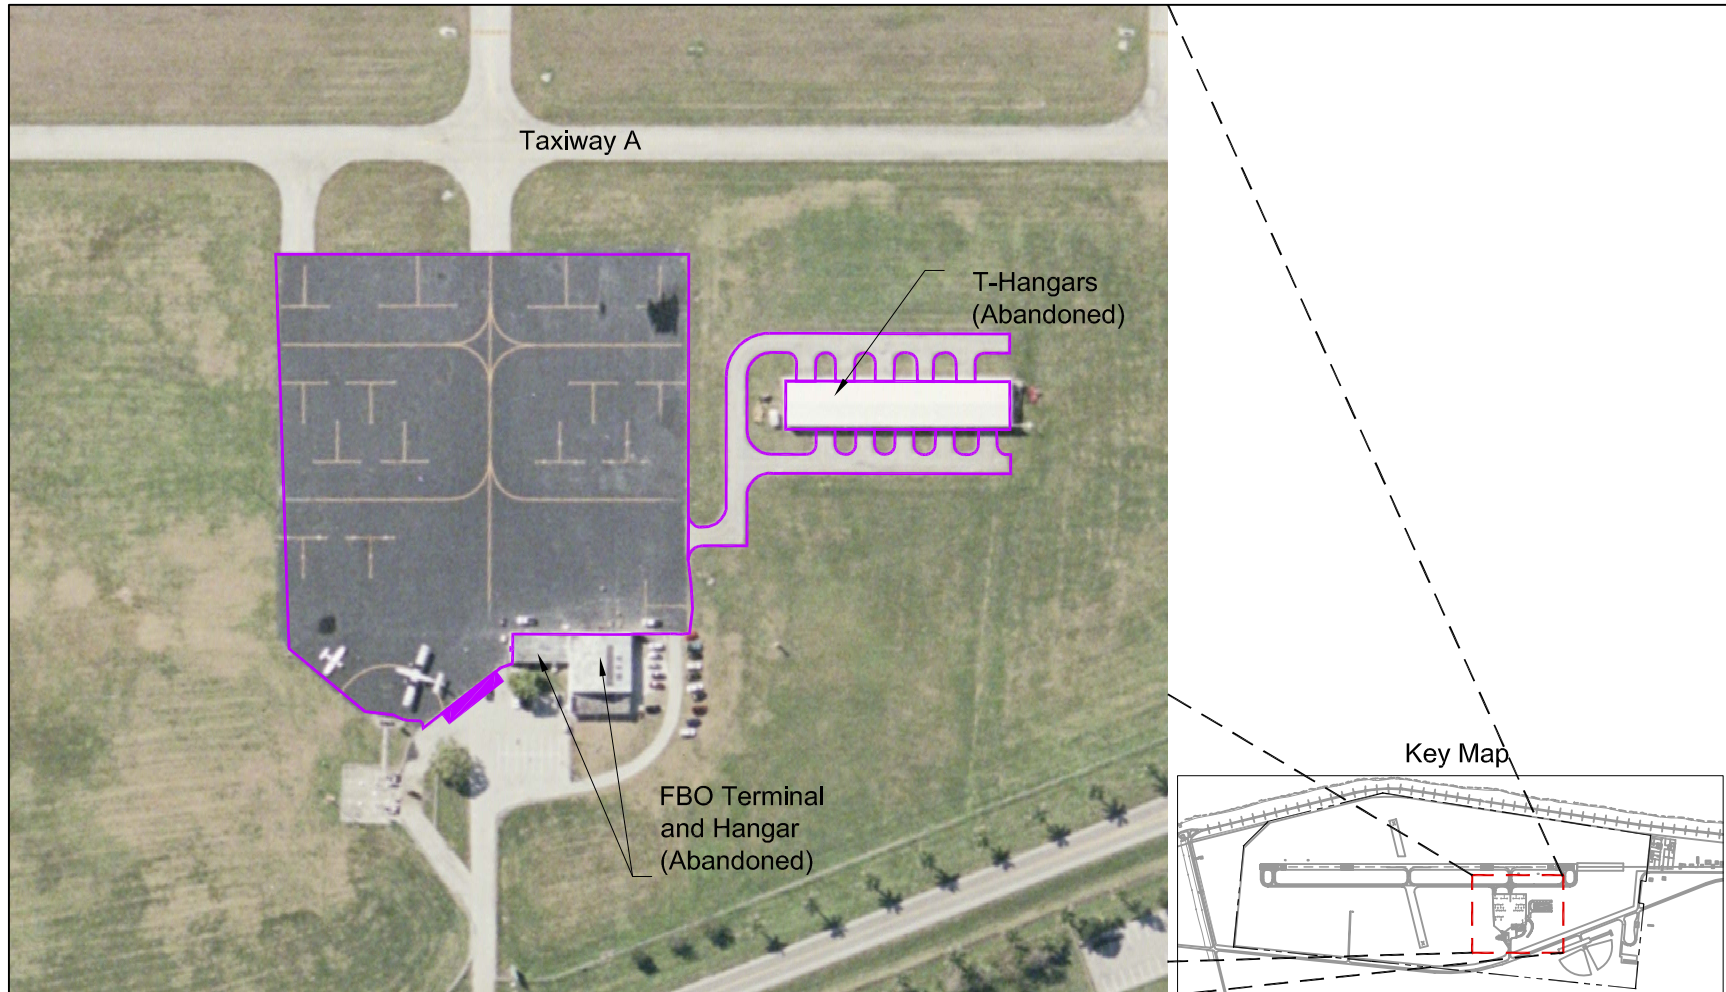 Taxiway A
T-Hangars
(Abandoned)
FBO Terminal
and Hangar
(Abandoned)
Key Map